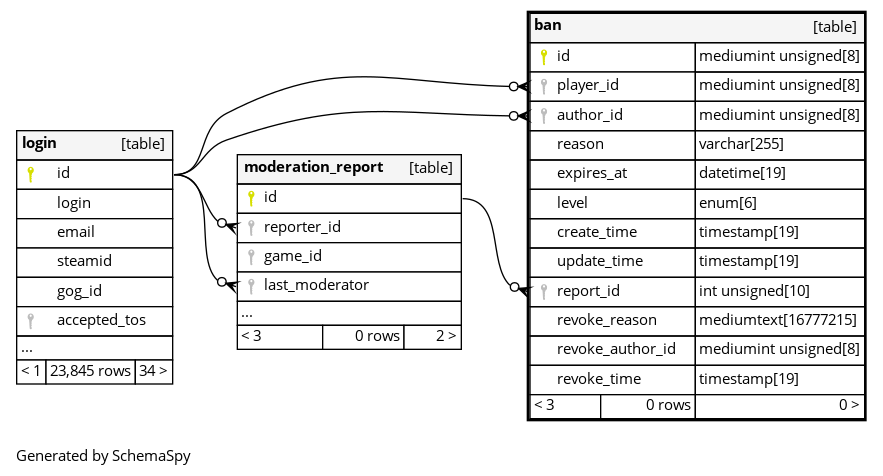 login [table]
id
login
email
steamid
gog_id
accepted_tos
...
< 1 23,845 rows 34 >
moderation_report [table]
id
reporter_id
game_id
last_moderator
...
< 3 0 rows 2 >
ban [table]
id mediumint unsigned[8]
player_id mediumint unsigned[8]
author_id mediumint unsigned[8]
reason varchar[255]
expires_at datetime[19]
level enum[6]
create_time timestamp[19]
update_time timestamp[19]
report_id int unsigned[10]
revoke_reason mediumtext[16777215]
revoke_author_id mediumint unsigned[8]
revoke_time timestamp[19]
< 3 0 rows 0 >
Generated by SchemaSpy